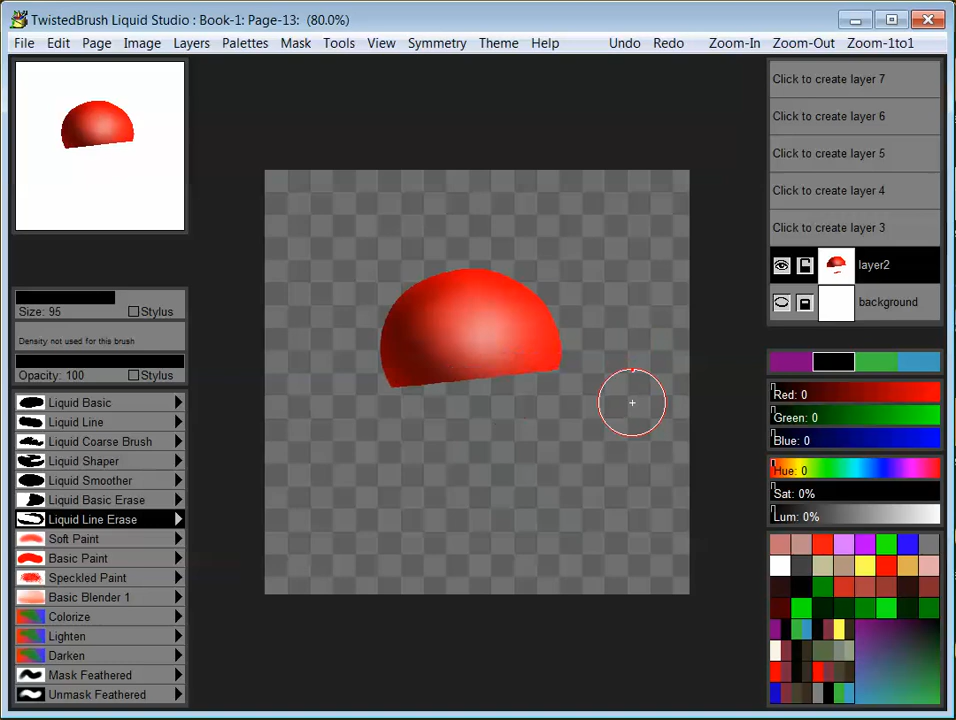 TwistedBrush Liquid Studio : Book-1: Page-13: (80.0%)
File Edit Page Image Layers Palettes Mask Tools View Symmetry Theme Help Undo Redo Zoom-In Zoom-Out Zoom-1to1
Size: 95 Stylus
Density not used for this brush
Opacity: 100 Stylus
Liquid Basic
Liquid Line
Liquid Coarse Brush
Liquid Shaper
Liquid Smoother
Liquid Basic Erase
Liquid Line Erase
Soft Paint
Basic Paint
Speckled Paint
Basic Blender 1
Colorize
Lighten
Darken
Mask Feathered
Unmask Feathered
Click to create layer 7
Click to create layer 6
Click to create layer 5
Click to create layer 4
Click to create layer 3
layer2
background
Red: 0
Green: 0
Blue: 0
Hue: 0
Sat: 0%
Lum: 0%